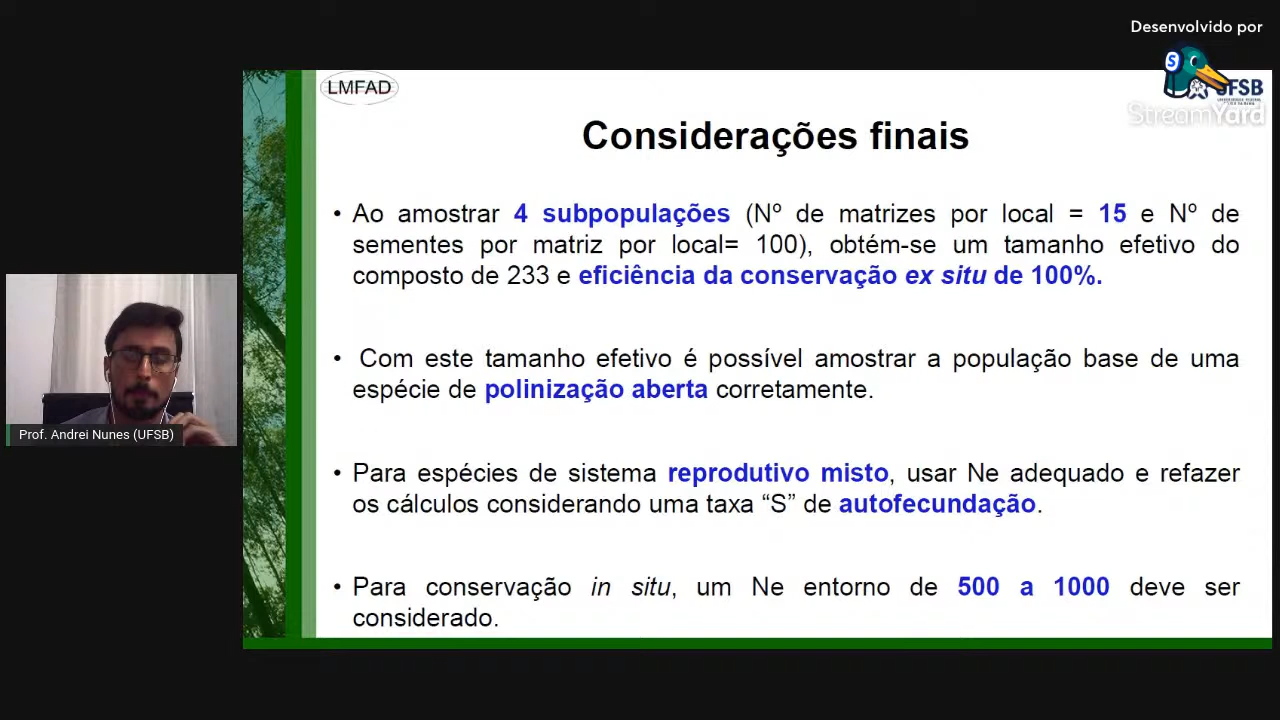 Desenvolvido por
S
StreamYard
UFSB
LMFAD
Considerações finais
• Ao amostrar 4 subpopulações (Nº de matrizes por local = 15 e Nº de
sementes por matriz por local= 100), obtém-se um tamanho efetivo do
composto de 233 e eficiência da conservação ex situ de 100%.
• Com este tamanho efetivo é possível amostrar a população base de uma
espécie de polinização aberta corretamente.
• Para espécies de sistema reprodutivo misto, usar Ne adequado e refazer
os cálculos considerando uma taxa “S” de autofecundação.
• Para conservação in situ, um Ne entorno de 500 a 1000 deve ser
considerado.
Prof. Andrei Nunes (UFSB)